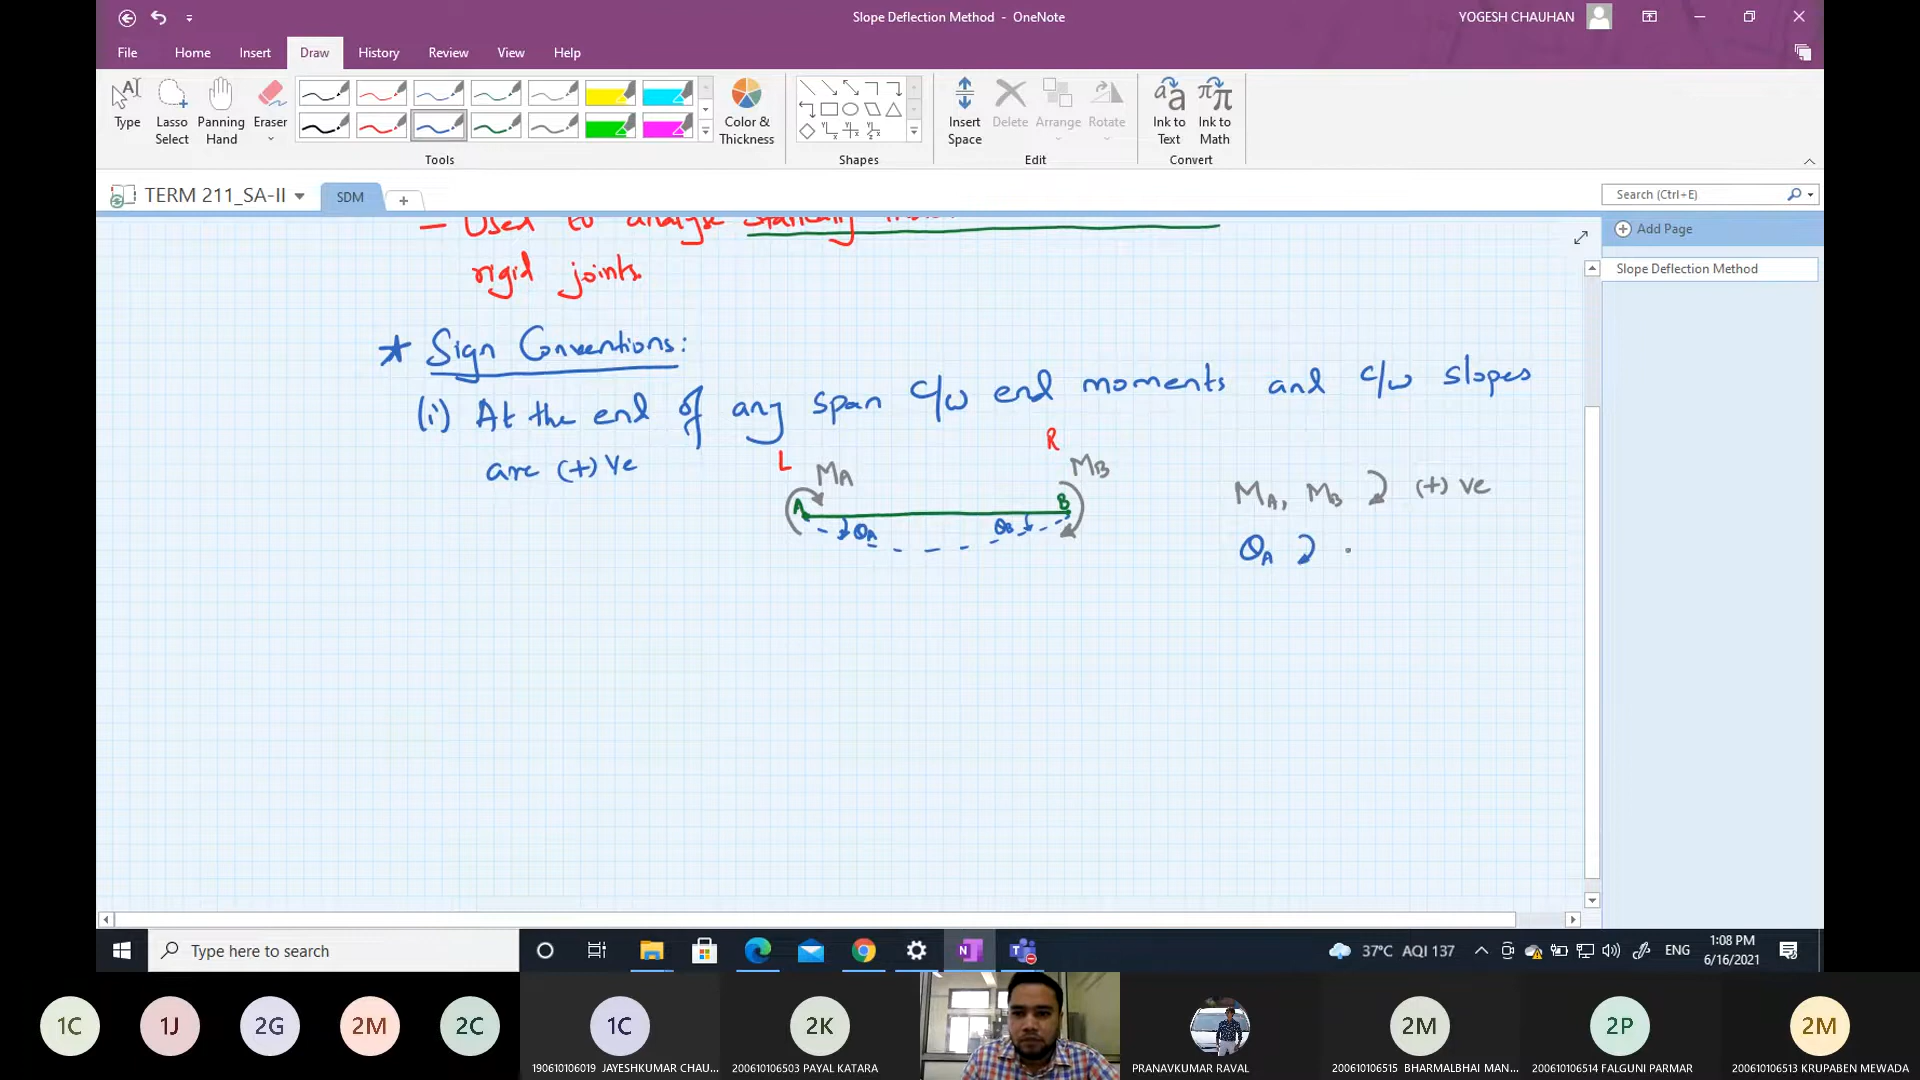 Slope Deflection Method - OneNote
YOGESH CHAUHAN
File Home Insert Draw History Review View Help
Type
Lasso Select
Panning Hand
Eraser
Color & Thickness
Insert Space
Delete
Arrange
Rotate
Ink to Text
Ink to Math
Tools
Shapes
Edit
Convert
TERM 211_SA-II
SDM
Search (Ctrl+E)
Add Page
Slope Deflection Method
– Used to analyse statically
rigid joints.
* Sign Conventions:
(i) At the end of any span c/w end moments and c/w slopes
are (+) ve
L
R
MA
MB
A
B
θA
θB
MA, MB (+) ve
θA
Type here to search
37°C AQI 137
ENG
1:08 PM
6/16/2021
1C
1J
2G
2M
2C
1C
2K
2M
2P
2M
190610106019 JAYESHKUMAR CHAU...
200610106503 PAYAL KATARA
PRANAVKUMAR RAVAL
200610106515 BHARMALBHAI MAN...
200610106514 FALGUNI PARMAR
200610106513 KRUPABEN MEWADA